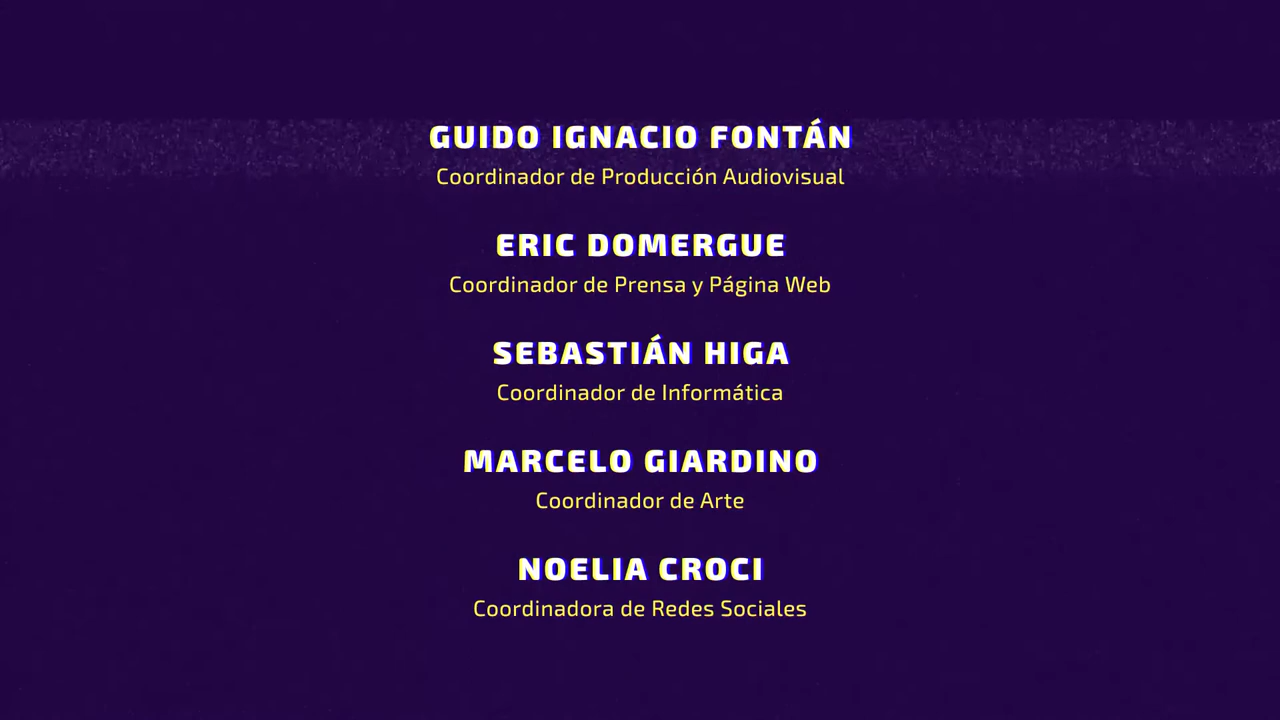 GUIDO IGNACIO FONTÁN
Coordinador de Producción Audiovisual
ERIC DOMERGUE
Coordinador de Prensa y Página Web
SEBASTIÁN HIGA
Coordinador de Informática
MARCELO GIARDINO
Coordinador de Arte
NOELIA CROCI
Coordinadora de Redes Sociales